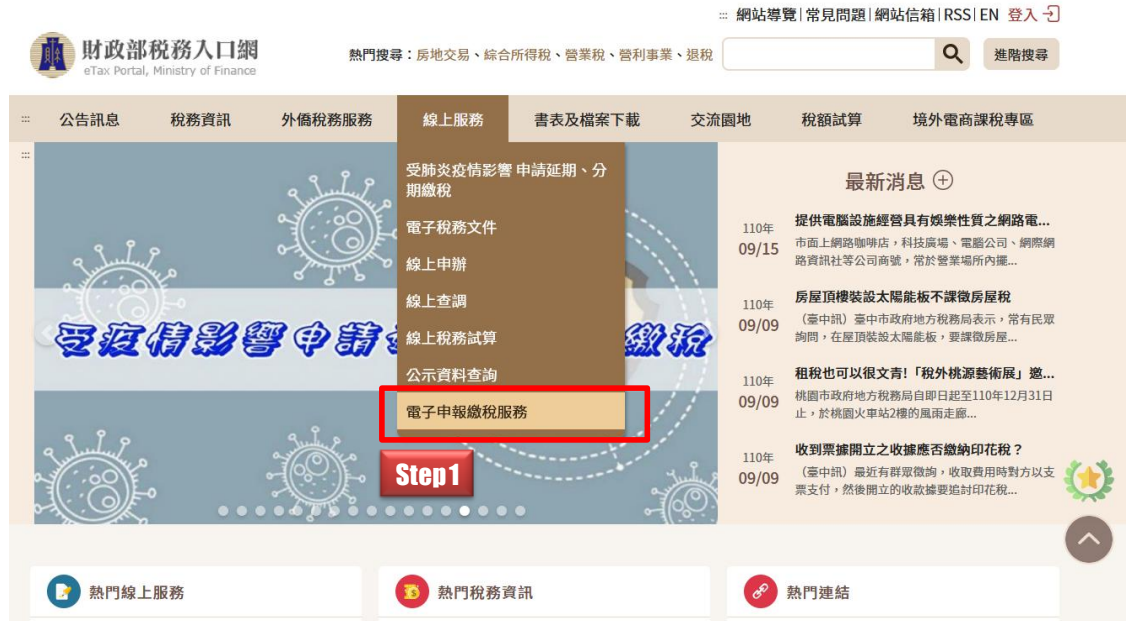 ::: 網站導覽|常見問題|網站信箱|RSS|EN 登入
財政部稅務入口網
eTax Portal, Ministry of Finance
熱門搜尋：房地交易、綜合所得稅、營業稅、營利事業、退稅
進階搜尋
::: 公告訊息 稅務資訊 外僑稅務服務 線上服務 書表及檔案下載 交流園地 稅額試算 境外電商課稅專區
:::
受肺炎疫情影響 申請延期、分
期繳稅
電子稅務文件
線上申辦
線上查調
線上稅務試算
公示資料查詢
電子申報繳稅服務
Step1
受疫情影響申請
繳稅
最新消息
110年
09/15
提供電腦設施經營具有娛樂性質之網路電...
市面上網路咖啡店，科技廣場、電腦公司、網際網
路資訊社等公司商號，常於營業場所內擺...
110年
09/09
房屋頂樓裝設太陽能板不課徵房屋稅
（臺中訊）臺中市政府地方稅務局表示，常有民眾
詢問，在屋頂裝設太陽能板，要課徵房屋...
110年
09/09
租稅也可以很文青!「稅外桃源藝術展」邀...
桃園市政府地方稅務局自即日起至110年12月31日
止，於桃園火車站2樓的風雨走廊...
110年
09/09
收到票據開立之收據應否繳納印花稅？
（臺中訊）最近有群眾徵詢，收取費用時對方以支
票支付，然後開立的收款據要追討印花稅...
熱門線上服務
熱門稅務資訊
熱門連結